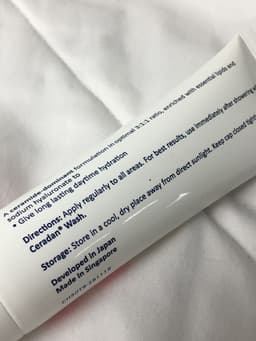 A ceramide-dominant formulation in optimal 3:1:1 ratio, enriched with essential lipids and
sodium hyaluronate to
• Give long lasting daytime hydration
Directions: Apply regularly to all areas. For best results, use immediately after showering
Ceradan® Wash.
Storage: Store in a cool, dry place away from direct sunlight. Keep cap closed
Developed in Japan
Made in Singapore